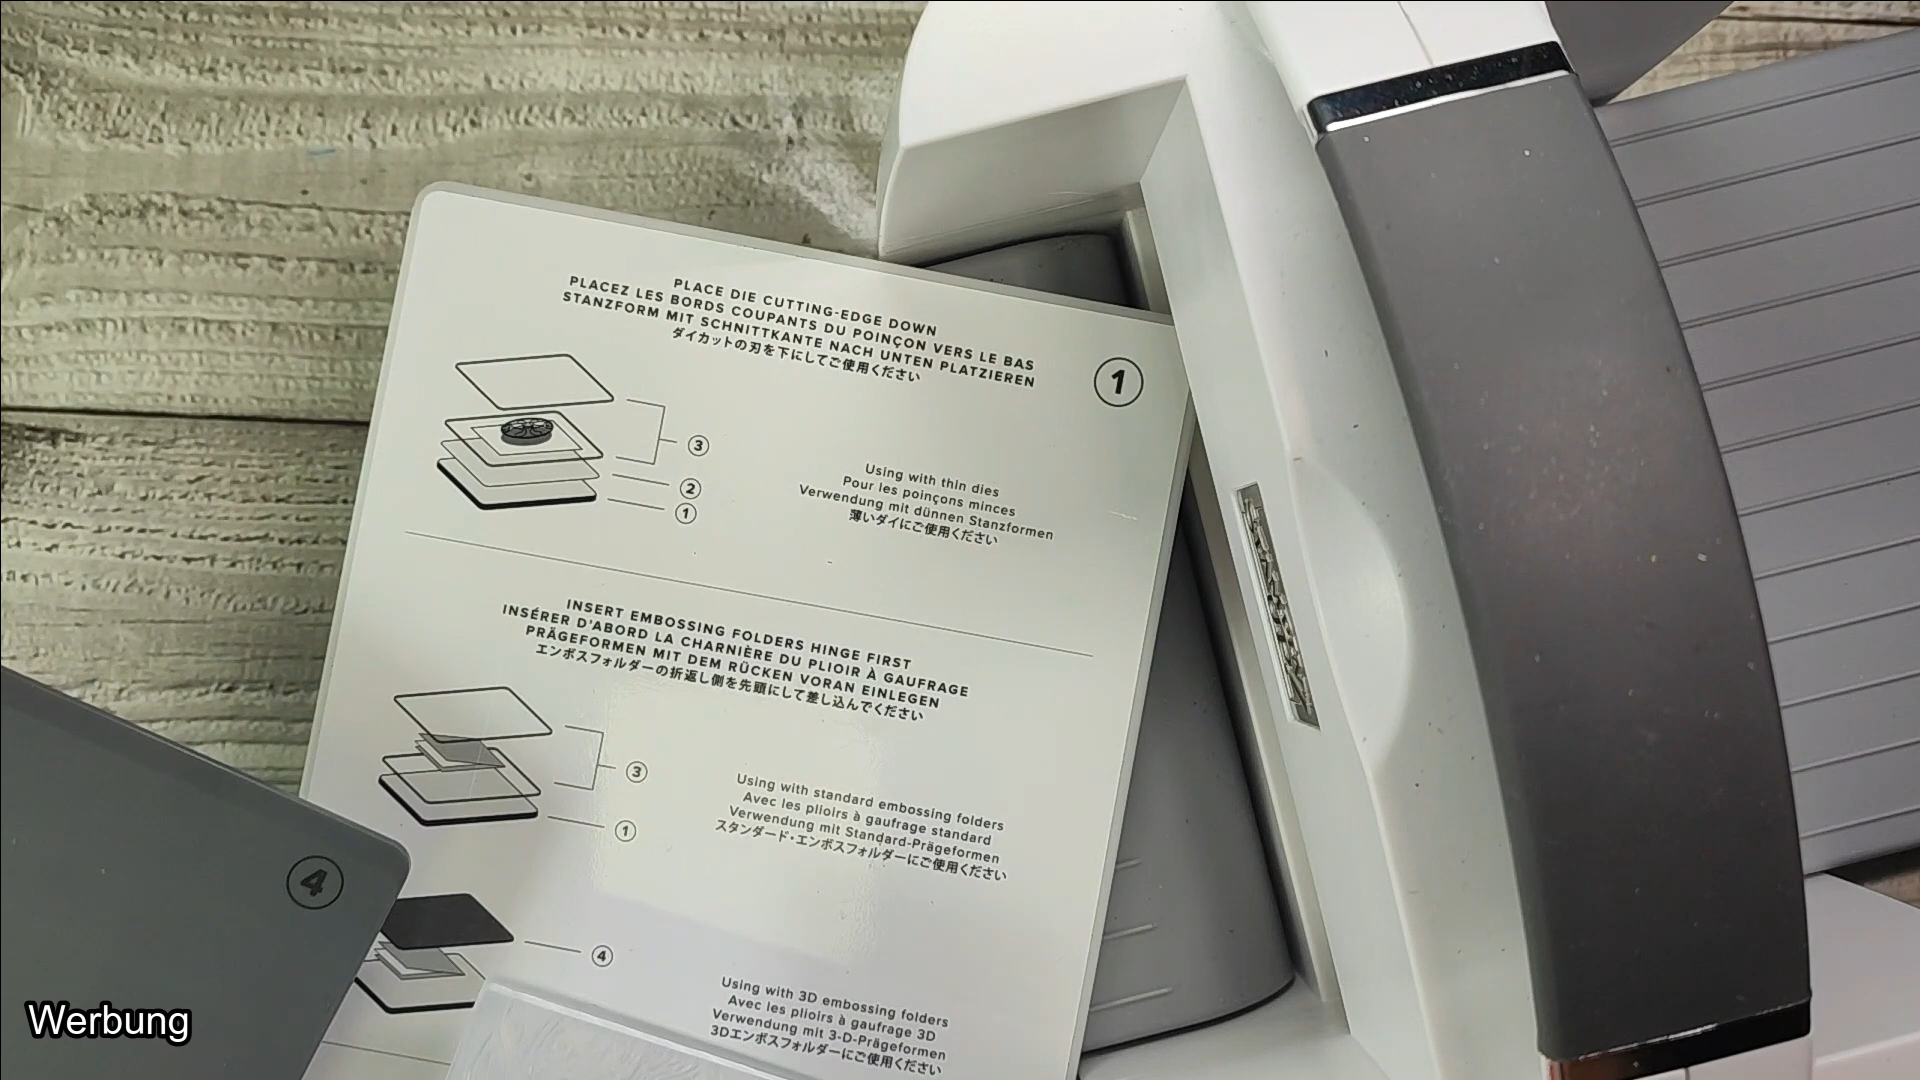 PLACE DIE CUTTING-EDGE DOWN
PLACEZ LES BORDS COUPANTS DU POINÇON VERS LE BAS
STANZFORM MIT SCHNITTKANTE NACH UNTEN PLATZIEREN
ダイカットの刃を下にしてご使用ください
1
3
2
1
Using with thin dies
Pour les poinçons minces
Verwendung mit dünnen Stanzformen
薄いダイにご使用ください
INSERT EMBOSSING FOLDERS HINGE FIRST
INSÉRER D'ABORD LA CHARNIÈRE DU PLIOIR À GAUFRAGE
PRÄGEFORMEN MIT DEM RÜCKEN VORAN EINLEGEN
エンボスフォルダーの折返し側を先頭にして差し込んでください
3
1
Using with standard embossing folders
Avec les plioirs à gaufrage standard
Verwendung mit Standard-Prägeformen
スタンダード・エンボスフォルダーにご使用ください
4
4
Using with 3D embossing folders
Avec les plioirs à gaufrage 3D
Verwendung mit 3-D-Prägeformen
3Dエンボスフォルダーにご使用ください
Werbung